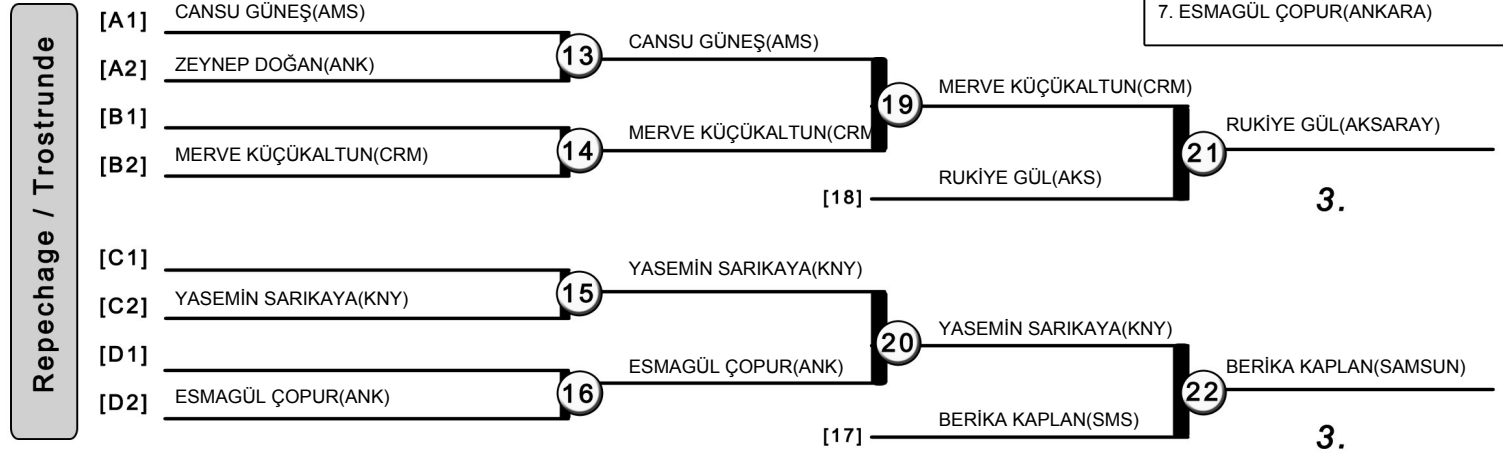 Repechage / Trostrunde
7. ESMAGÜL ÇOPUR(ANKARA)
[A1] CANSU GÜNEŞ(AMS)
[A2] ZEYNEP DOĞAN(ANK)
13
CANSU GÜNEŞ(AMS)
[B1]
[B2] MERVE KÜÇÜKALTUN(CRM)
14
MERVE KÜÇÜKALTUN(CRM
19
MERVE KÜÇÜKALTUN(CRM)
[18] RUKİYE GÜL(AKS)
21
RUKİYE GÜL(AKSARAY)
3.
[C1]
[C2] YASEMİN SARIKAYA(KNY)
15
YASEMİN SARIKAYA(KNY)
[D1]
[D2] ESMAGÜL ÇOPUR(ANK)
16
ESMAGÜL ÇOPUR(ANK)
20
YASEMİN SARIKAYA(KNY)
[17] BERİKA KAPLAN(SMS)
22
BERİKA KAPLAN(SAMSUN)
3.